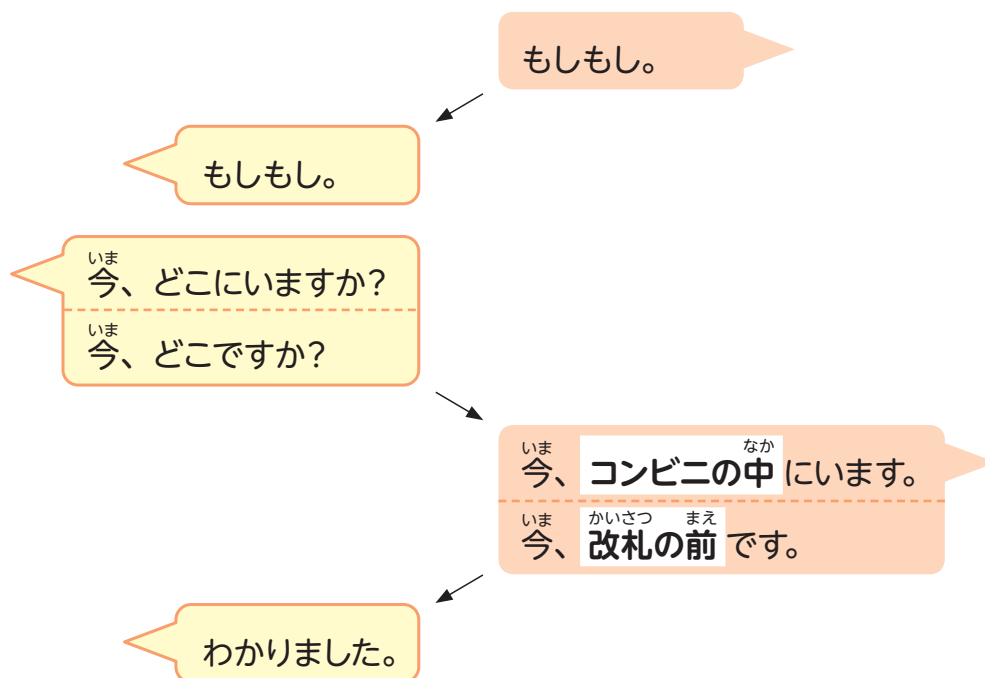 もしもし。
もしもし。
いま
今、どこにいますか?
いま
今、どこですか?
いま なか
今、コンビニの中にいます。
いま かいさつ まえ
今、改札の前です。
わかりました。